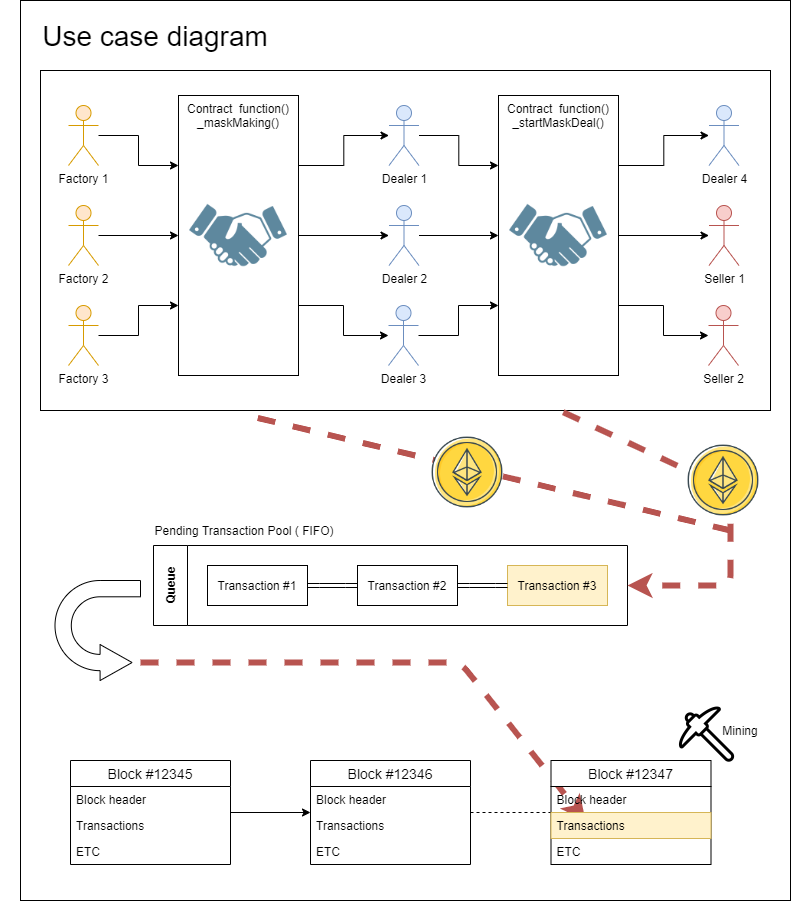 Use case diagram
Contract function()
_maskMaking()
Contract function()
_startMaskDeal()
Factory 1
Dealer 1
Dealer 4
Factory 2
Dealer 2
Seller 1
Factory 3
Dealer 3
Seller 2
Pending Transaction Pool ( FIFO)
Queue
Transaction #1
Transaction #2
Transaction #3
Mining
Block #12345
Block header
Transactions
ETC
Block #12346
Block header
Transactions
ETC
Block #12347
Block header
Transactions
ETC